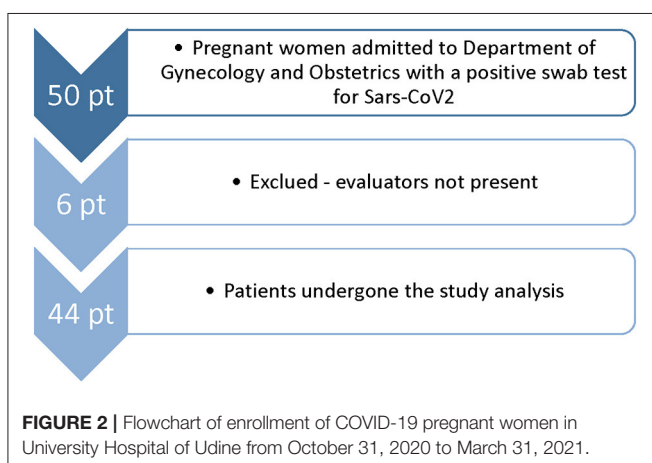 50 pt
• Pregnant women admitted to Department of
Gynecology and Obstetrics with a positive swab test
for Sars-CoV2
6 pt
• Exclued - evaluators not present
44 pt
• Patients undergone the study analysis
FIGURE 2 | Flowchart of enrollment of COVID-19 pregnant women in
University Hospital of Udine from October 31, 2020 to March 31, 2021.